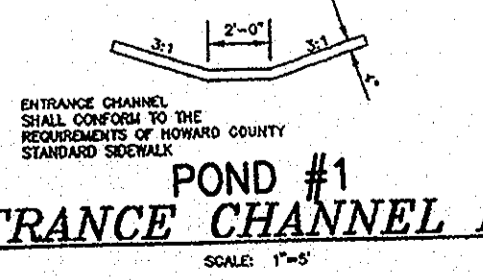 2'-0"
3:1
3:1
ENTRANCE CHANNEL
SHALL CONFORM TO THE
REQUIREMENTS OF HOWARD COUNTY
STANDARD SIDEWALK
POND #1
TRANCE CHANNEL
SCALE: 1"=5'